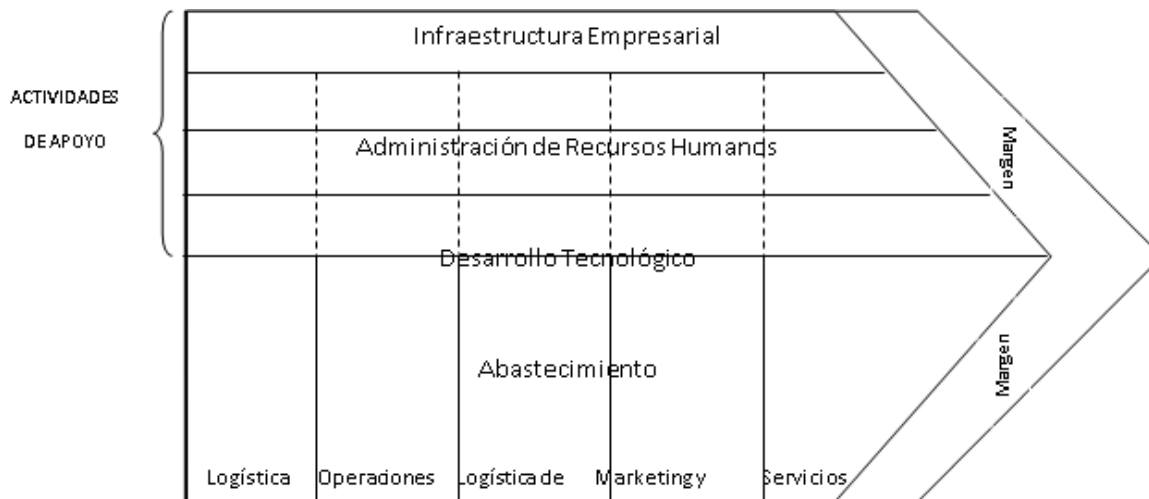 Infraestructura Empresarial
ACTIVIDADES
DE APOYO
Administración de Recursos Humanos
Margen
Desarrollo Tecnológico
Abastecimiento
Margen
Logística Operaciones Logística de Marketing y Servicios